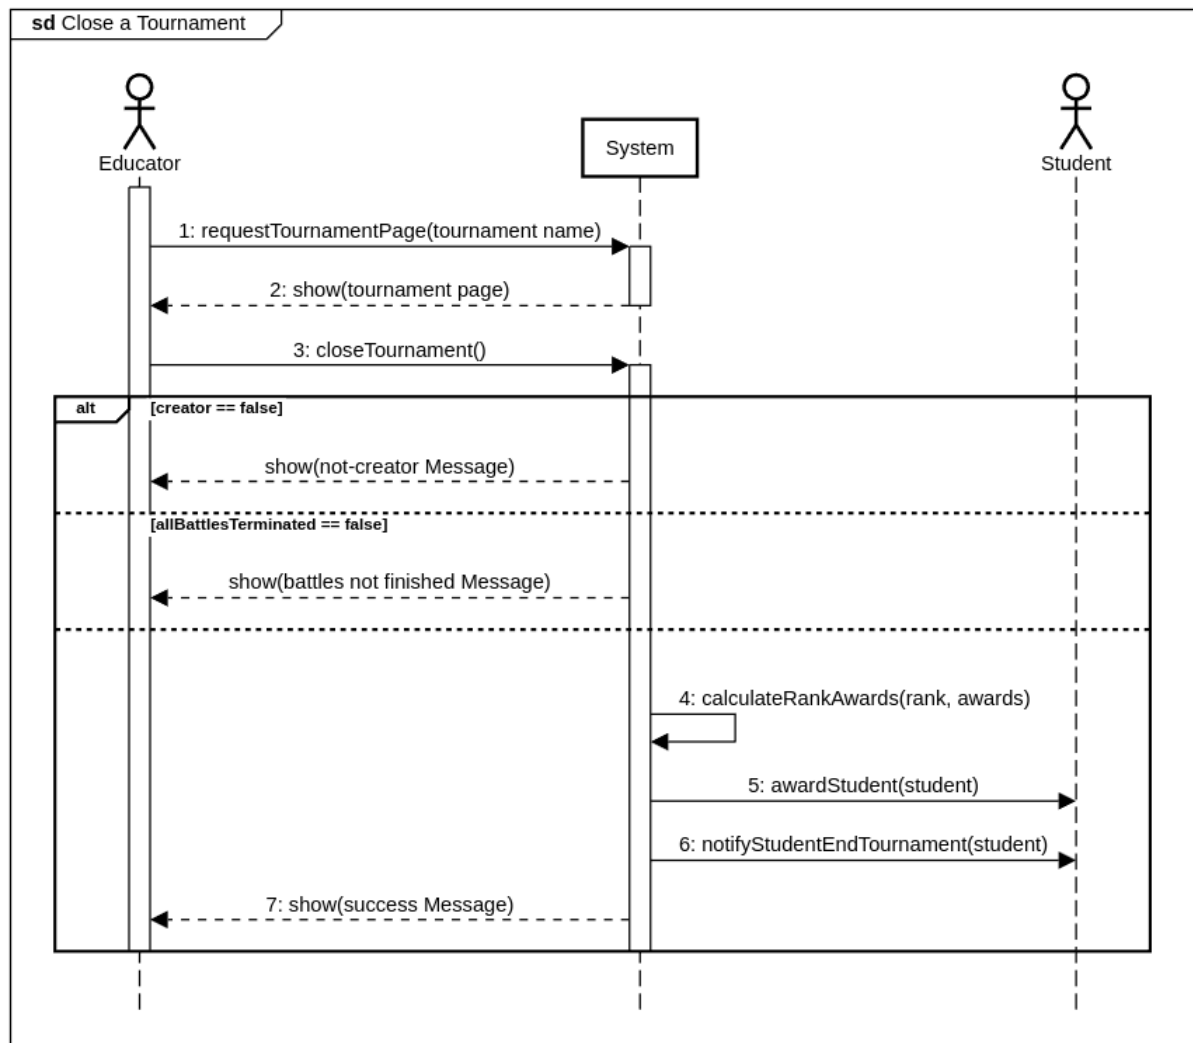 sd Close a Tournament
Educator
System
Student
1: requestTournamentPage(tournament name)
2: show(tournament page)
3: closeTournament()
alt
[creator == false]
show(not-creator Message)
[allBattlesTerminated == false]
show(battles not finished Message)
4: calculateRankAwards(rank, awards)
5: awardStudent(student)
6: notifyStudentEndTournament(student)
7: show(success Message)